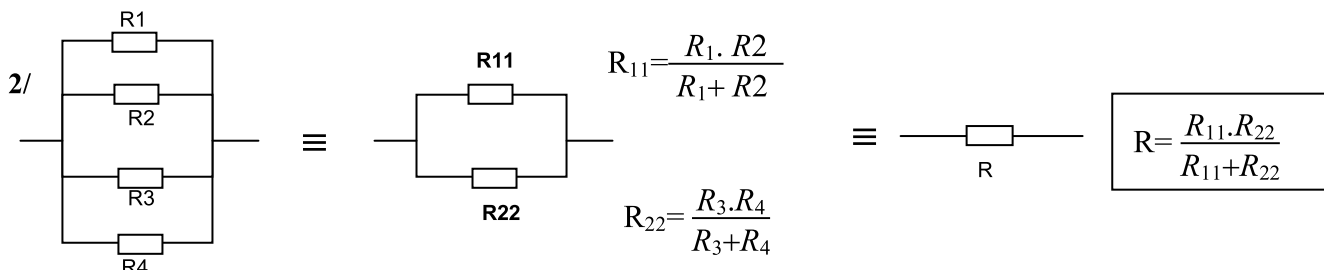 2/
R1
R2
R3
R4
≡
R11
R22
R₁₁= R₁. R2 / R₁+ R2
R₂₂= R₃.R₄ / R₃+R₄
≡
R
R= R₁₁.R₂₂ / R₁₁+R₂₂